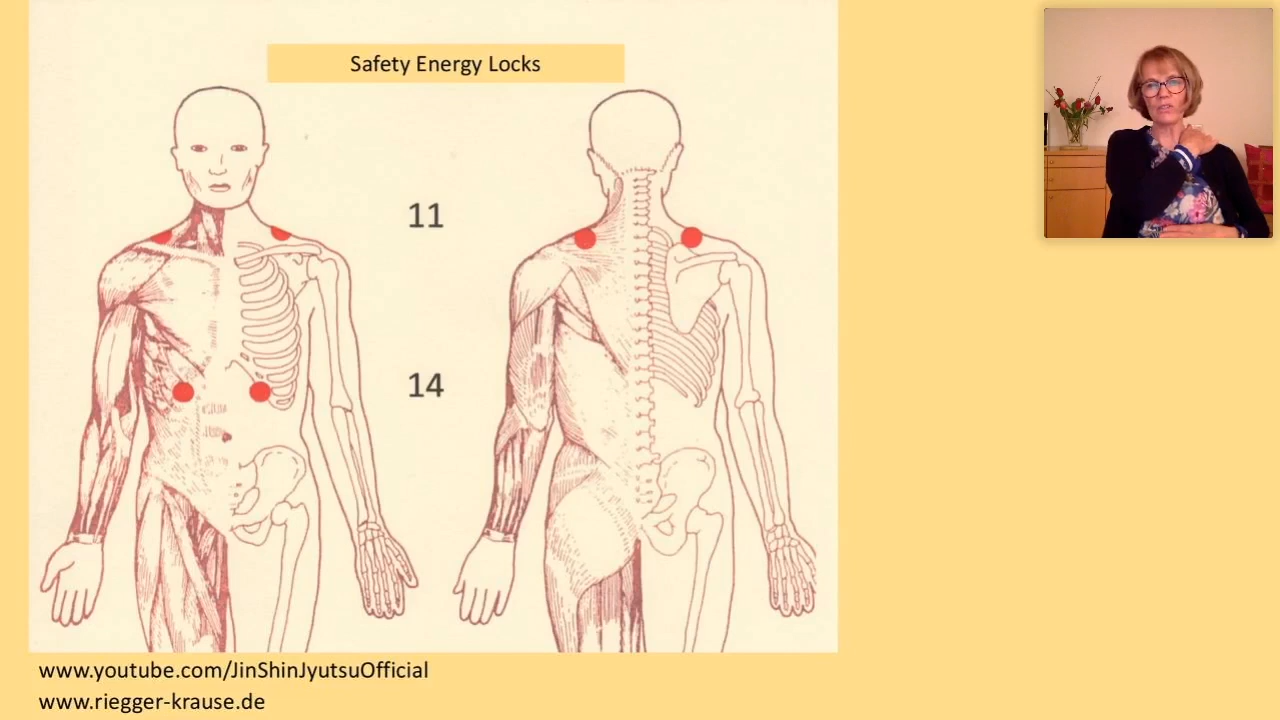 Safety Energy Locks
11
14
www.youtube.com/JinShinJyutsuOfficial
www.riegger-krause.de